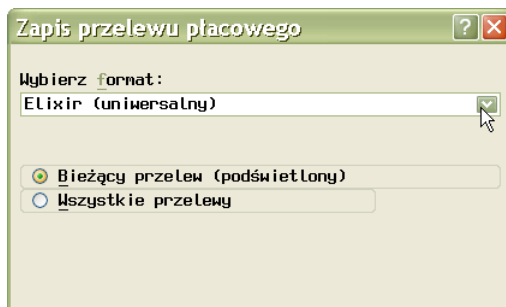 Zapis przelewu płacowego
Wybierz format:
Elixir (uniwersalny)
Bieżący przelew (podświetlony)
Wszystkie przelewy